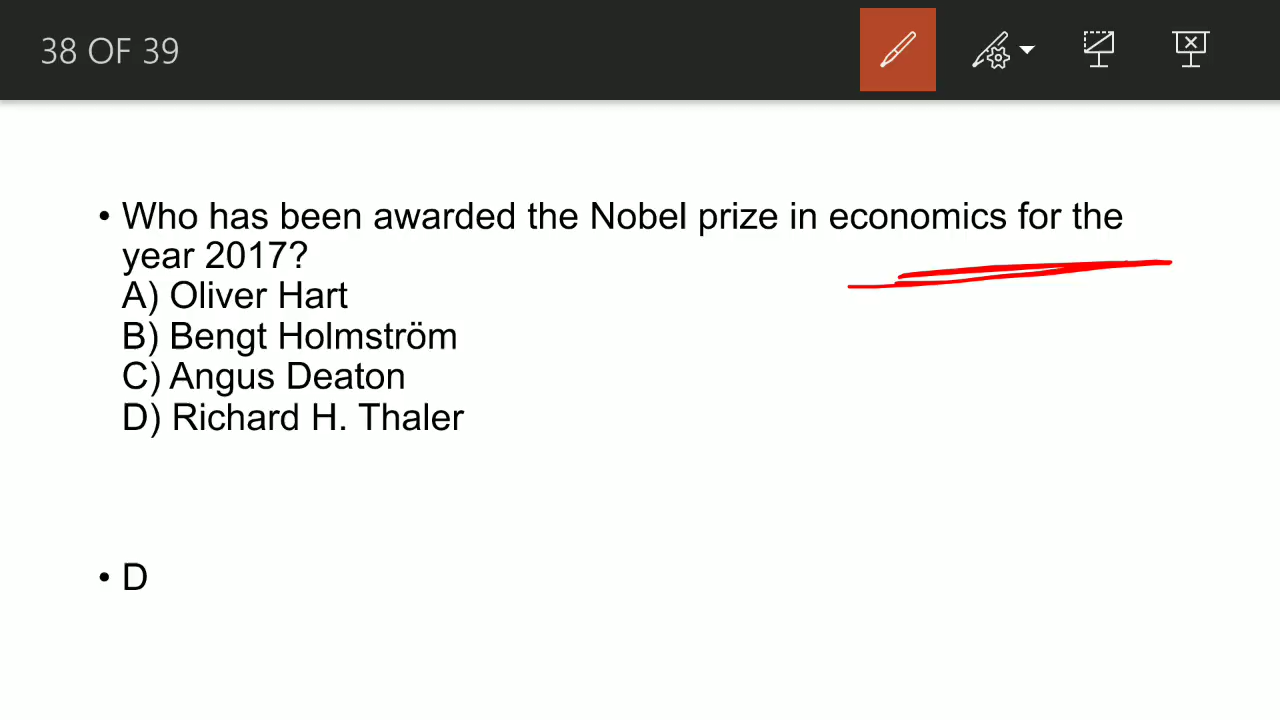 38 OF 39
• Who has been awarded the Nobel prize in economics for the
year 2017?
A) Oliver Hart
B) Bengt Holmström
C) Angus Deaton
D) Richard H. Thaler
• D